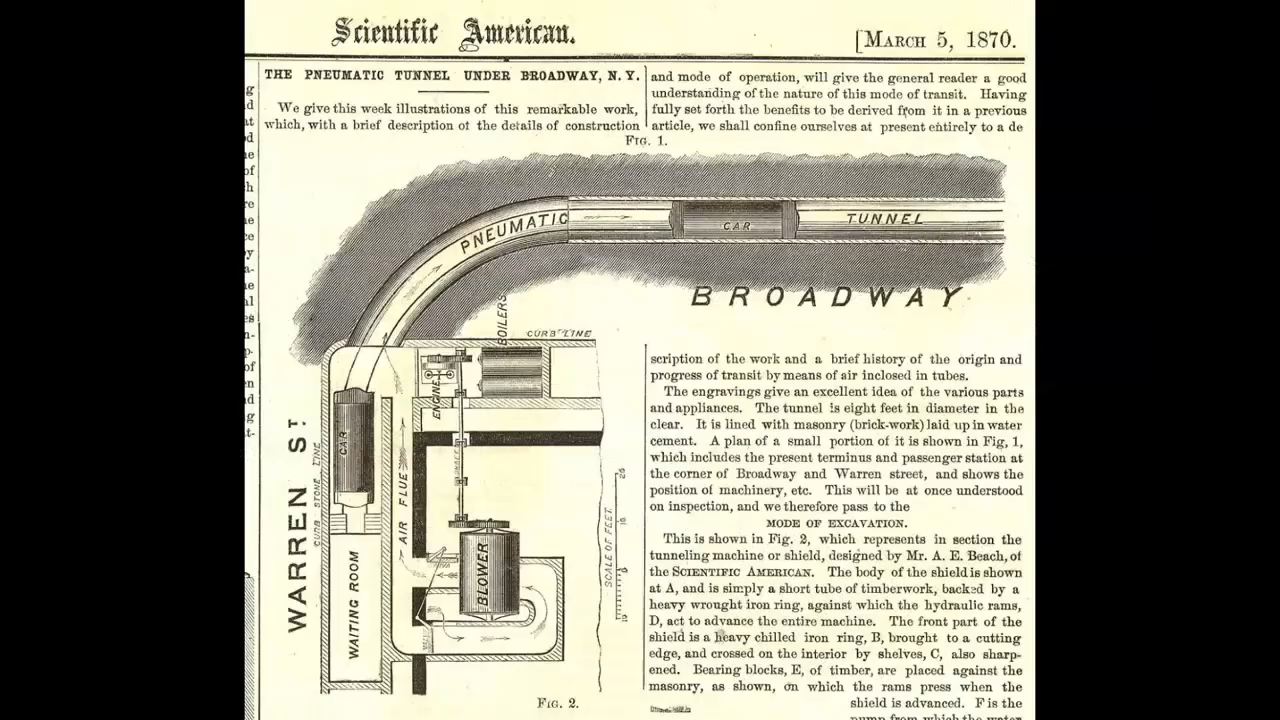 Scientific American.
[MARCH 5, 1870.
THE PNEUMATIC TUNNEL UNDER BROADWAY, N. Y.
We give this week illustrations of this remarkable work,
which, with a brief description of the details of construction
and mode of operation, will give the general reader a good
understanding of the nature of this mode of transit. Having
fully set forth the benefits to be derived from it in a previous
article, we shall confine ourselves at present entirely to a de
FIG. 1.
PNEUMATIC
CAR
TUNNEL
BROADWAY
BOILERS
CURB LINE
ENGINE
WARREN ST.
CURB STONE LINE
CAR
AIR FLUE
SHAFT
BLOWER
WAITING ROOM
SCALE OF FEET
scription of the work and a brief history of the origin and
progress of transit by means of air inclosed in tubes.
The engravings give an excellent idea of the various parts
and appliances. The tunnel is eight feet in diameter in the
clear. It is lined with masonry (brick-work) laid up in water
cement. A plan of a small portion of it is shown in Fig, 1,
which includes the present terminus and passenger station at
the corner of Broadway and Warren street, and shows the
position of machinery, etc. This will be at once understood
on inspection, and we therefore pass to the
MODE OF EXCAVATION.
This is shown in Fig. 2, which represents in section the
tunneling machine or shield, designed by Mr. A. E. Beach, of
the SCIENTIFIC AMERICAN. The body of the shield is shown
at A, and is simply a short tube of timberwork, backed by a
heavy wrought iron ring, against which the hydraulic rams,
D, act to advance the entire machine. The front part of the
shield is a heavy chilled iron ring, B, brought to a cutting
edge, and crossed on the interior by shelves, C, also sharp-
ened. Bearing blocks, E, of timber, are placed against the
masonry, as shown, on which the rams press when the
shield is advanced. F is the
pump from which the water
FIG. 2.